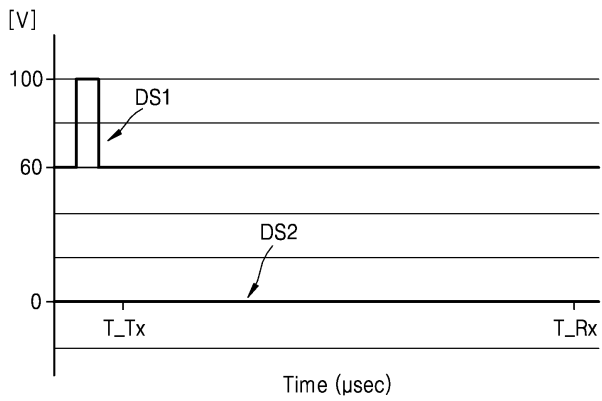 [V]
100
DS1
60
DS2
0
T_Tx
T_Rx
Time (μsec)